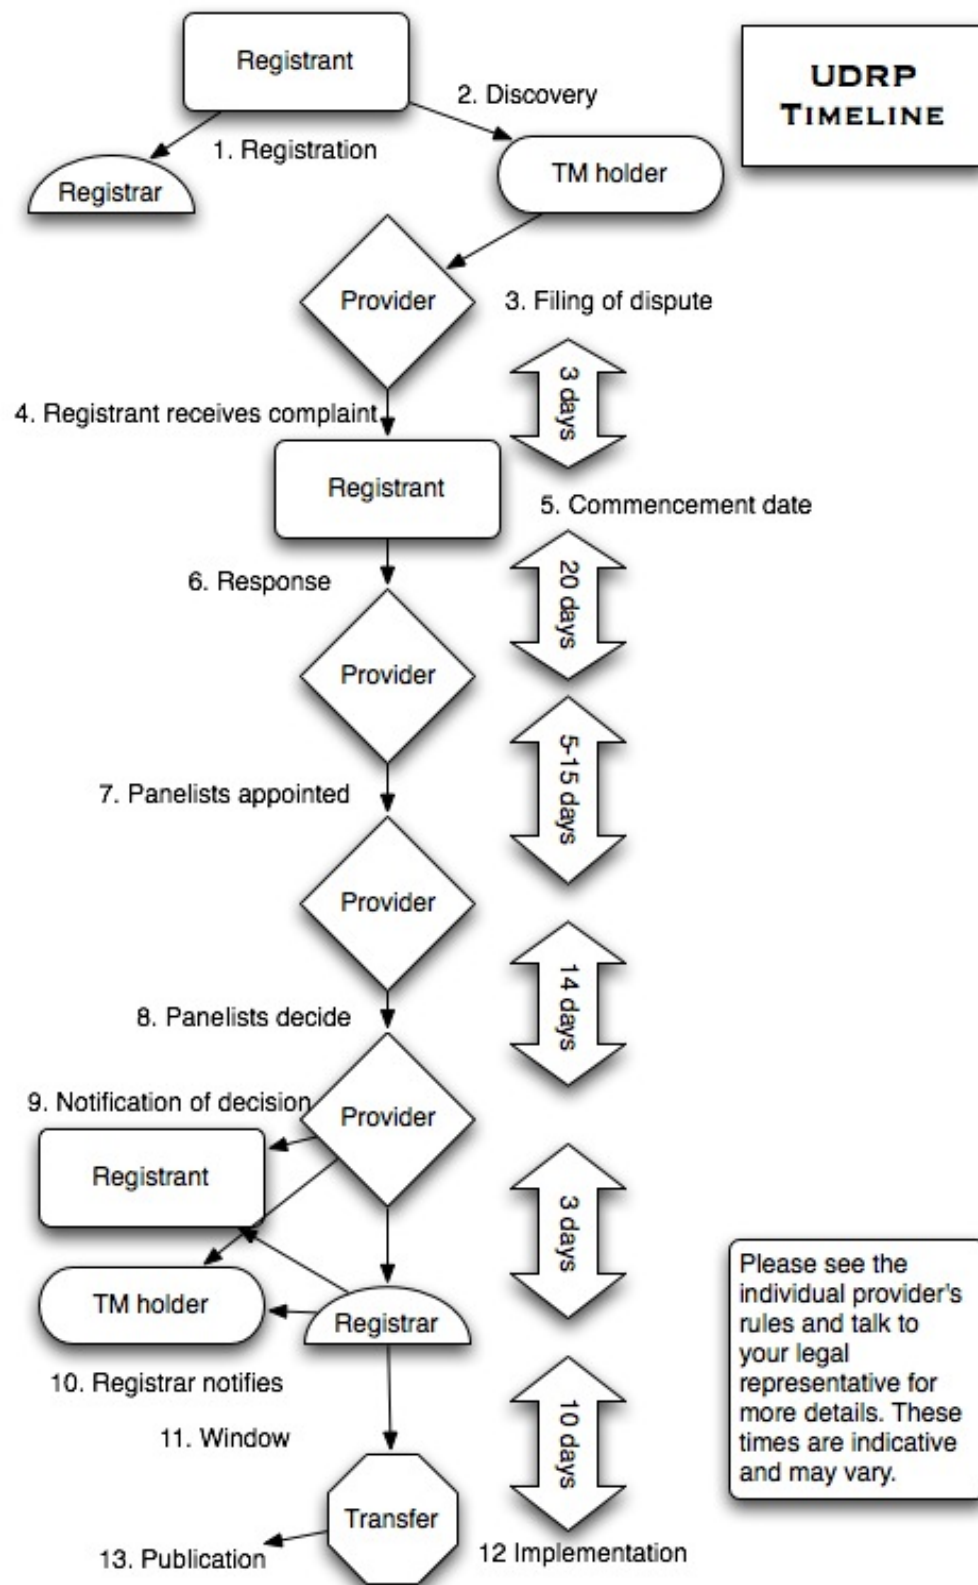 Registrant
UDRP
TIMELINE
2. Discovery
1. Registration
Registrar
TM holder
Provider
3. Filing of dispute
3 days
4. Registrant receives complaint
Registrant
5. Commencement date
20 days
6. Response
Provider
5-15 days
7. Panelists appointed
Provider
14 days
8. Panelists decide
9. Notification of decision
Provider
Registrant
3 days
TM holder
Registrar
10. Registrar notifies
Please see the
individual provider's
rules and talk to
your legal
representative for
more details. These
times are indicative
and may vary.
10 days
11. Window
Transfer
12 Implementation
13. Publication